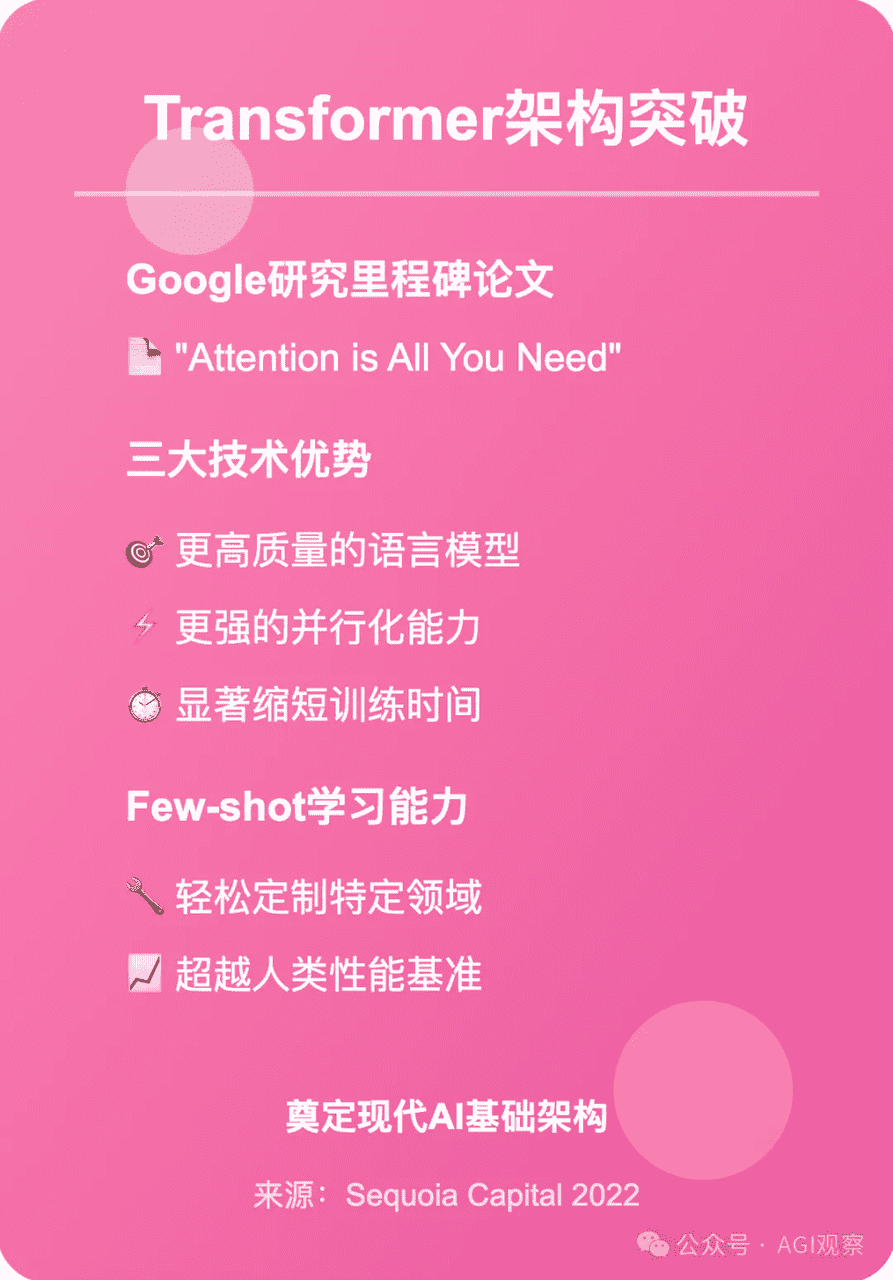 Transformer架构突破
Google研究里程碑论文
"Attention is All You Need"
三大技术优势
更高质量的语言模型
更强的并行化能力
显著缩短训练时间
Few-shot学习能力
轻松定制特定领域
超越人类性能基准
奠定现代AI基础架构
来源：Sequoia Capital 2022
公众号 · AGI观察